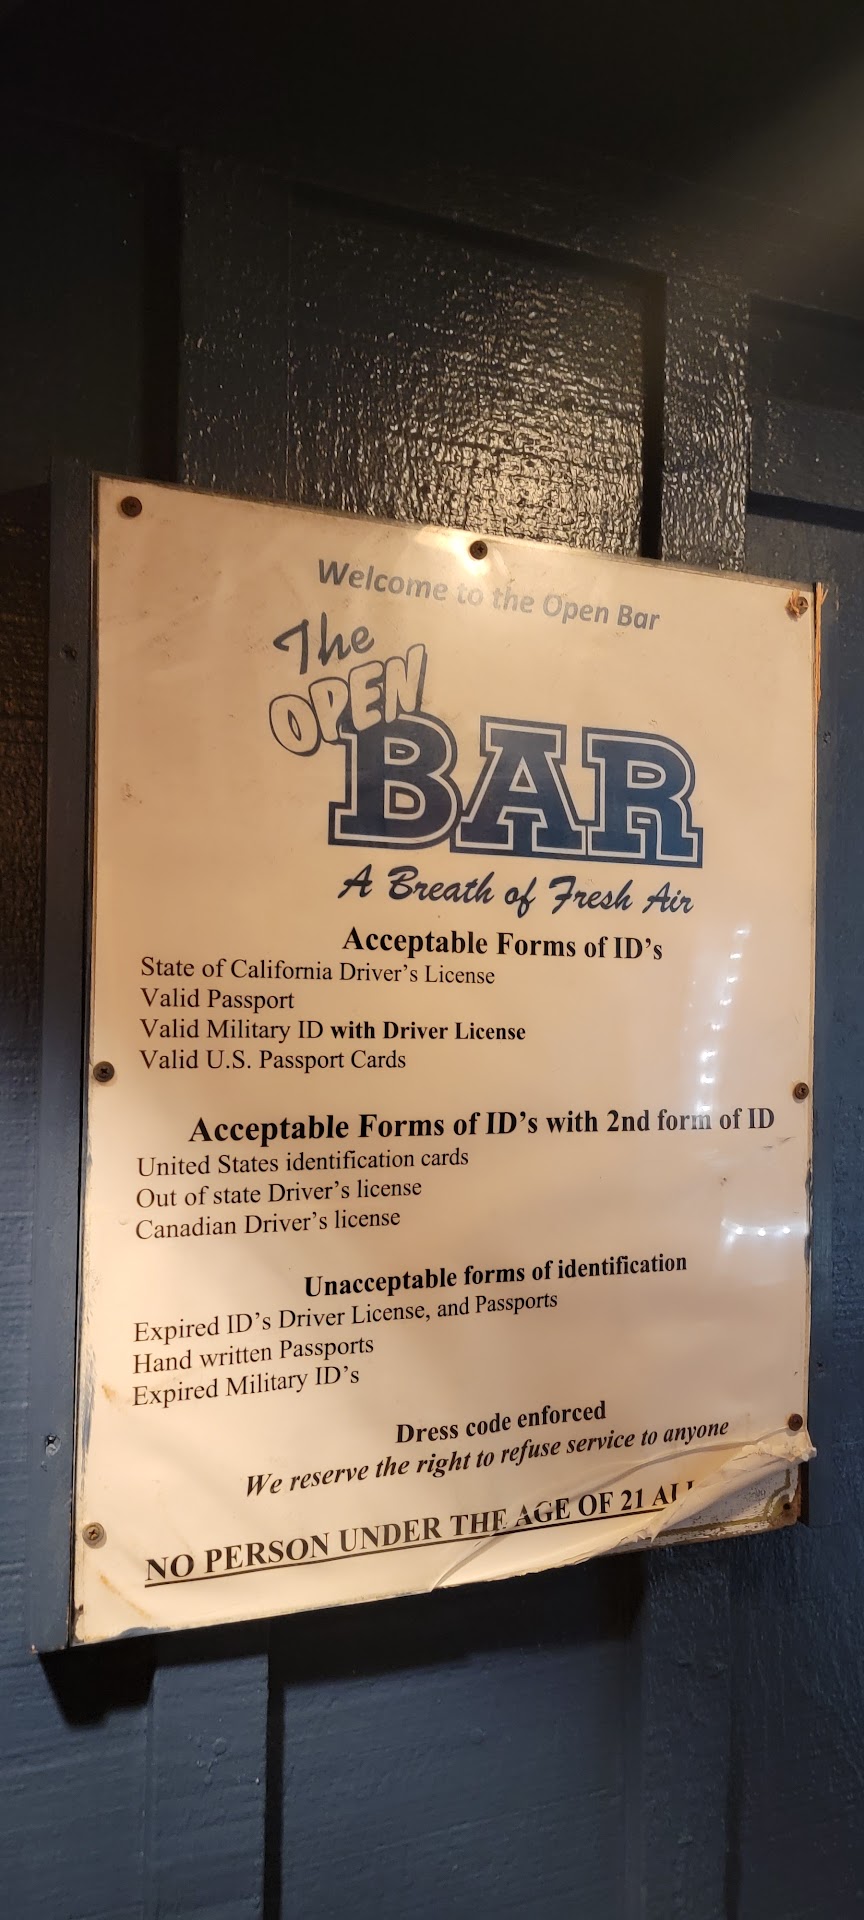 Welcome to the Open Bar
The
OPEN
BAR
A Breath of Fresh Air
Acceptable Forms of ID's
State of California Driver's License
Valid Passport
Valid Military ID with Driver License
Valid U.S. Passport Cards
Acceptable Forms of ID's with 2nd form of ID
United States identification cards
Out of state Driver's license
Canadian Driver's license
Unacceptable forms of identification
Expired ID's Driver License, and Passports
Hand written Passports
Expired Military ID's
Dress code enforced
We reserve the right to refuse service to anyone
NO PERSON UNDER THE AGE OF 21